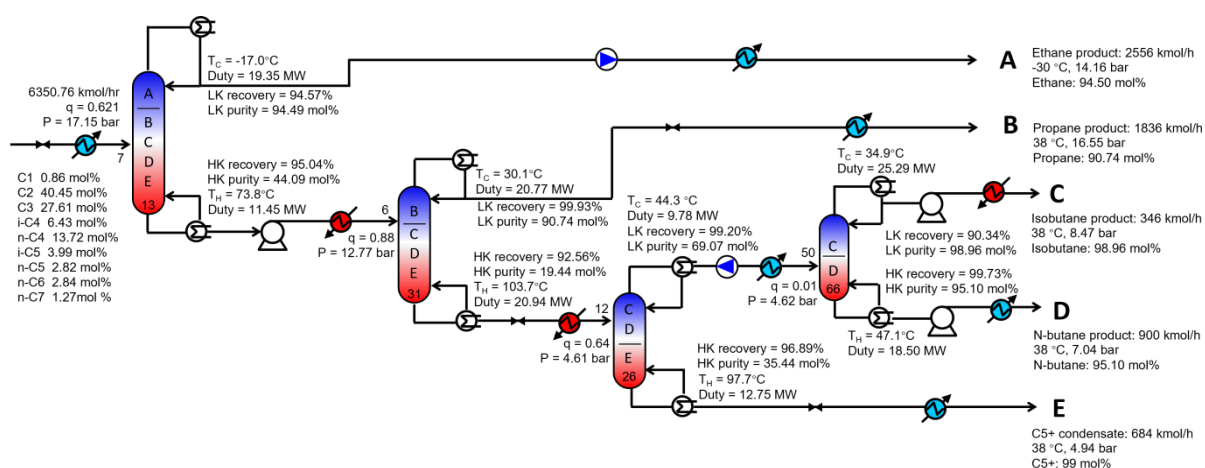 6350.76 kmol/hr
q = 0.621
P = 17.15 bar
7
C1 0.86 mol%
C2 40.45 mol%
C3 27.61 mol%
i-C4 6.43 mol%
n-C4 13.72 mol%
i-C5 3.99 mol%
n-C5 2.82 mol%
n-C6 2.84 mol%
n-C7 1.27mol %
A
B
C
D
E
13
T_C = -17.0°C
Duty = 19.35 MW
LK recovery = 94.57%
LK purity = 94.49 mol%
HK recovery = 95.04%
HK purity = 44.09 mol%
T_H = 73.8°C
Duty = 11.45 MW
6
q = 0.88
P = 12.77 bar
B
C
D
E
31
T_C = 30.1°C
Duty = 20.77 MW
LK recovery = 99.93%
LK purity = 90.74 mol%
HK recovery = 92.56%
HK purity = 19.44 mol%
T_H = 103.7°C
Duty = 20.94 MW
12
q = 0.64
P = 4.61 bar
C
D
E
26
T_C = 44.3 °C
Duty = 9.78 MW
LK recovery = 99.20%
LK purity = 69.07 mol%
HK recovery = 96.89%
HK purity = 35.44 mol%
T_H = 97.7°C
Duty = 12.75 MW
50
q = 0.01
P = 4.62 bar
C
D
66
T_C = 34.9°C
Duty = 25.29 MW
LK recovery = 90.34%
LK purity = 98.96 mol%
HK recovery = 99.73%
HK purity = 95.10 mol%
T_H = 47.1°C
Duty = 18.50 MW
A
Ethane product: 2556 kmol/h
-30 °C, 14.16 bar
Ethane: 94.50 mol%
B
Propane product: 1836 kmol/h
38 °C, 16.55 bar
Propane: 90.74 mol%
C
Isobutane product: 346 kmol/h
38 °C, 8.47 bar
Isobutane: 98.96 mol%
D
N-butane product: 900 kmol/h
38 °C, 7.04 bar
N-butane: 95.10 mol%
E
C5+ condensate: 684 kmol/h
38 °C, 4.94 bar
C5+: 99 mol%